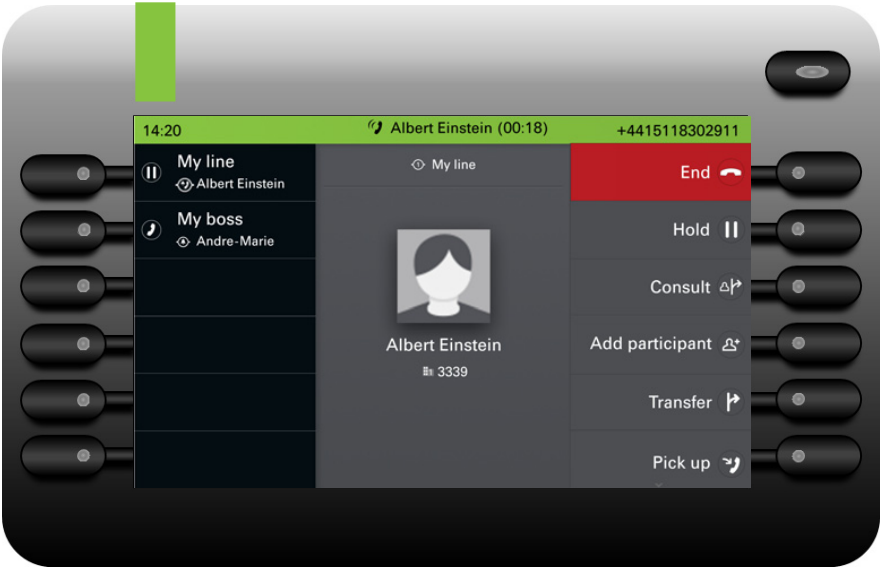 14:20
Albert Einstein (00:18)
+4415118302911
My line
Albert Einstein
My boss
Andre-Marie
My line
Albert Einstein
3339
End
Hold
Consult
Add participant
Transfer
Pick up